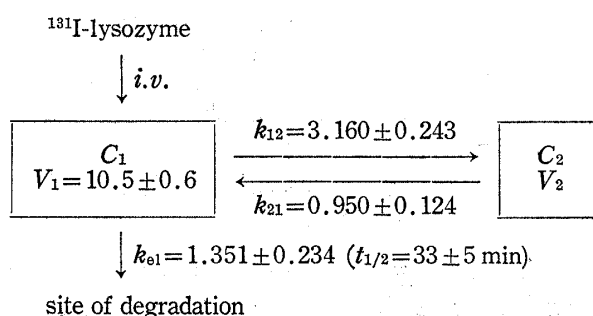 ¹³¹I-lysozyme
i.v.
k₁₂=3.160±0.243
C₁
V₁=10.5±0.6
C₂
V₂
k₂₁=0.950±0.124
kₑₗ=1.351±0.234 (t₁/₂=33±5 min)
site of degradation